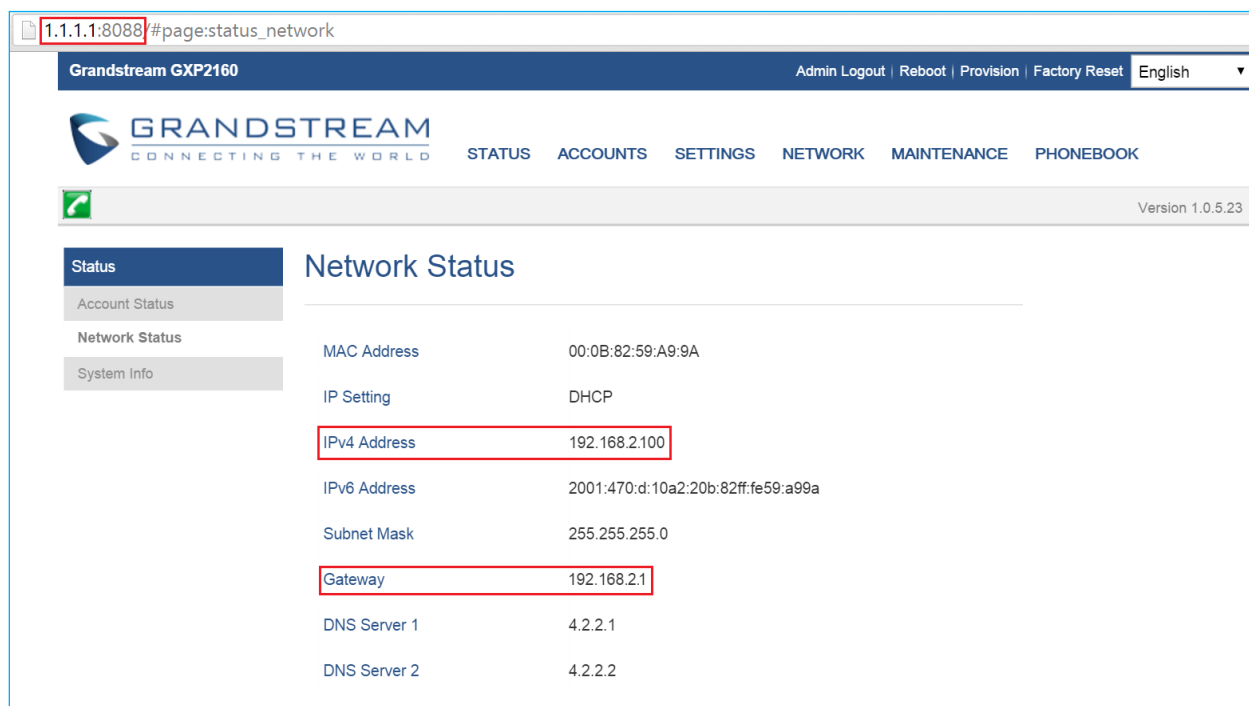 1.1.1.1:8088/#page:status_network
Grandstream GXP2160 Admin Logout | Reboot | Provision | Factory Reset English
GRANDSTREAM
CONNECTING THE WORLD
STATUS ACCOUNTS SETTINGS NETWORK MAINTENANCE PHONEBOOK
Version 1.0.5.23
Status
Account Status
Network Status
System Info
Network Status
MAC Address 00:0B:82:59:A9:9A
IP Setting DHCP
IPv4 Address 192.168.2.100
IPv6 Address 2001:470:d:10a2:20b:82ff:fe59:a99a
Subnet Mask 255.255.255.0
Gateway 192.168.2.1
DNS Server 1 4.2.2.1
DNS Server 2 4.2.2.2